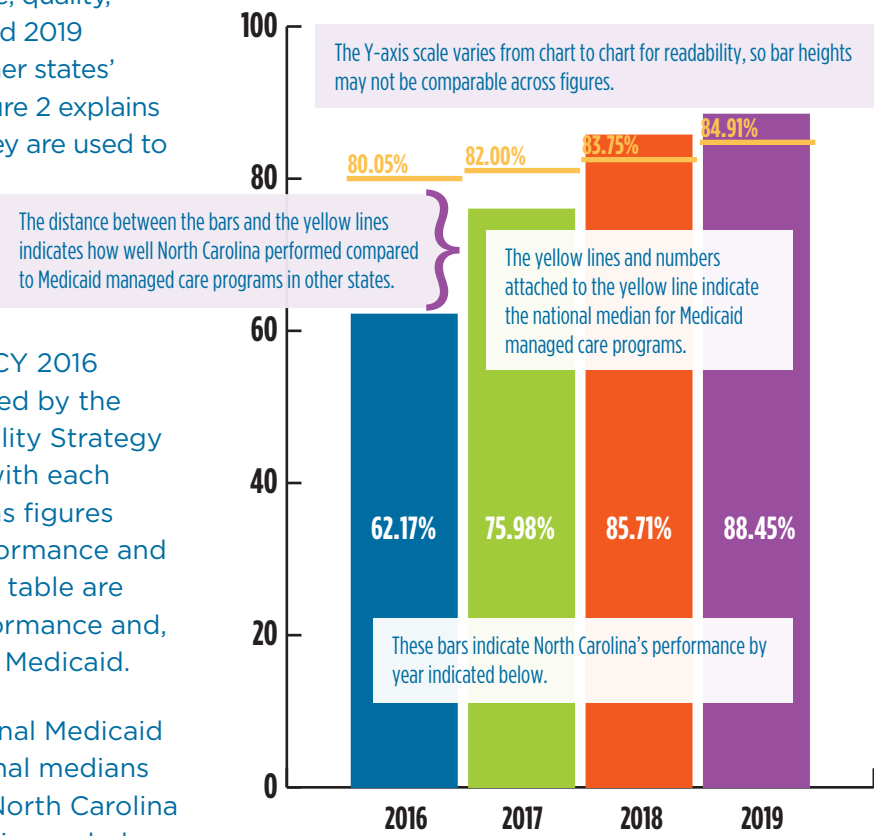 e, quality,
d 2019
er states'
ure 2 explains
ey are used to
CY 2016
ed by the
lity Strategy
with each
as figures
ormance and
table are
ormance and,
Medicaid.
nal Medicaid
nal medians
North Carolina
100
80
60
40
20
0
The Y-axis scale varies from chart to chart for readability, so bar heights
may not be comparable across figures.
80.05%
82.00%
83.75%
84.91%
The distance between the bars and the yellow lines
indicates how well North Carolina performed compared
to Medicaid managed care programs in other states.
The yellow lines and numbers
attached to the yellow line indicate
the national median for Medicaid
managed care programs.
62.17%
75.98%
85.71%
88.45%
These bars indicate North Carolina's performance by
year indicated below.
2016
2017
2018
2019